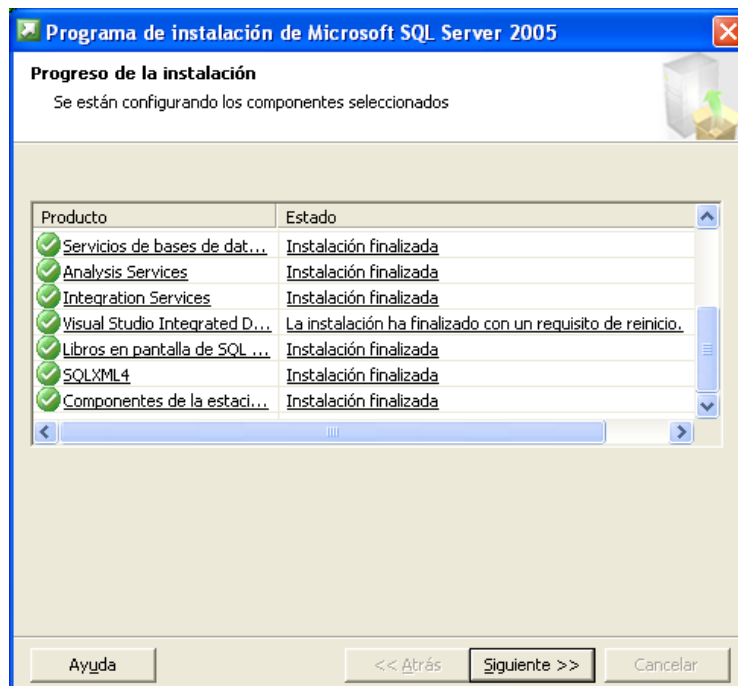 Programa de instalación de Microsoft SQL Server 2005
Progreso de la instalación
Se están configurando los componentes seleccionados
Producto Estado
Servicios de bases de dat... Instalación finalizada
Analysis Services Instalación finalizada
Integration Services Instalación finalizada
Visual Studio Integrated D... La instalación ha finalizado con un requisito de reinicio.
Libros en pantalla de SQL ... Instalación finalizada
SQLXML4 Instalación finalizada
Componentes de la estaci... Instalación finalizada
Ayuda << Atrás Siguiente >> Cancelar